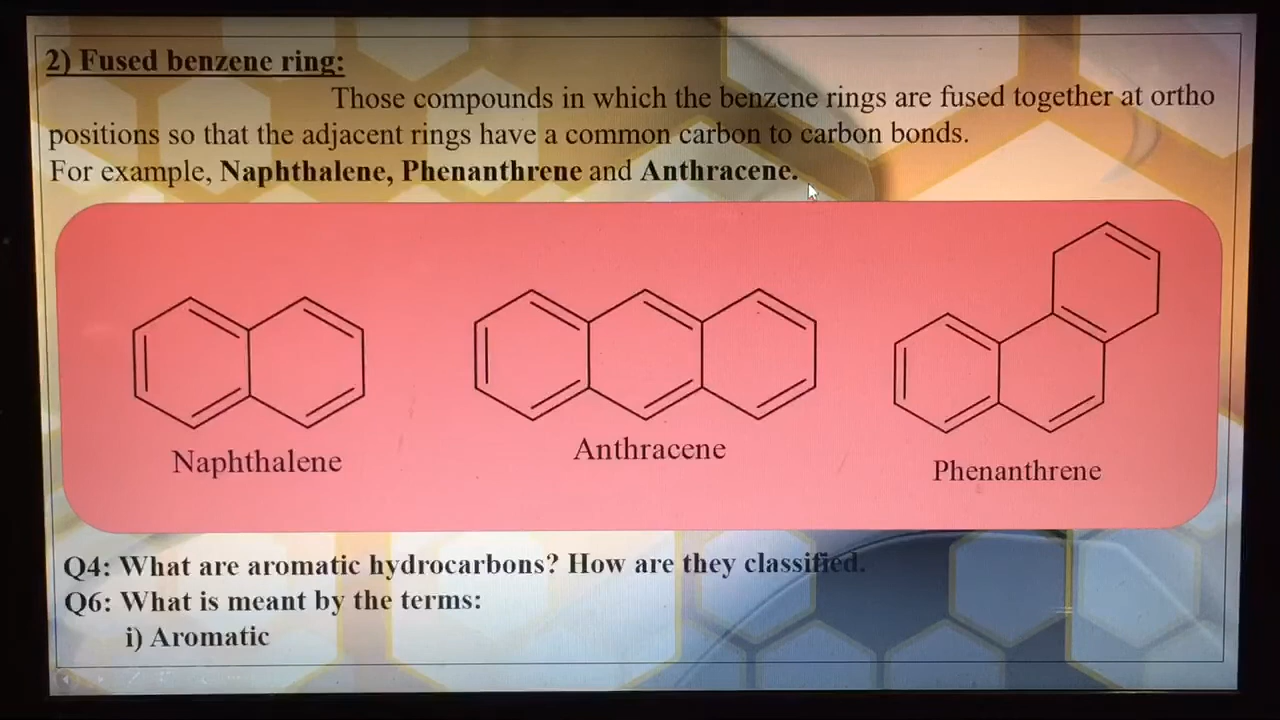 2) Fused benzene ring:
Those compounds in which the benzene rings are fused together at ortho
positions so that the adjacent rings have a common carbon to carbon bonds.
For example, Naphthalene, Phenanthrene and Anthracene.
Naphthalene
Anthracene
Phenanthrene
Q4: What are aromatic hydrocarbons? How are they classified.
Q6: What is meant by the terms:
i) Aromatic